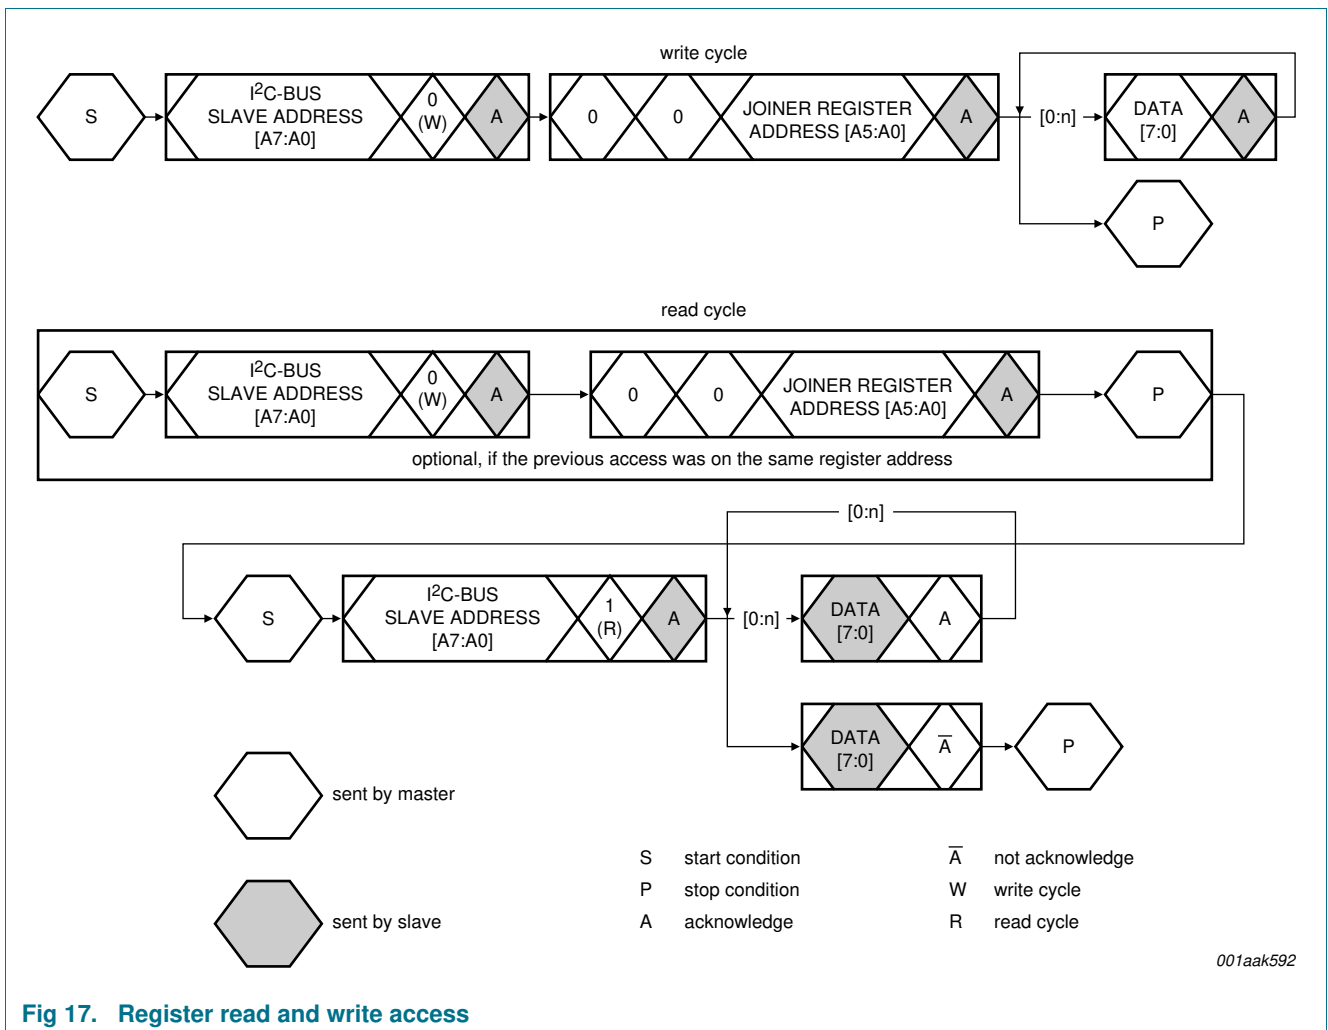 write cycle
S
I²C-BUS
SLAVE ADDRESS
[A7:A0]
0
(W)
A
0
0
JOINER REGISTER
ADDRESS [A5:A0]
A
[0:n]
DATA
[7:0]
A
P
read cycle
S
I²C-BUS
SLAVE ADDRESS
[A7:A0]
0
(W)
A
0
0
JOINER REGISTER
ADDRESS [A5:A0]
A
P
optional, if the previous access was on the same register address
[0:n]
S
I²C-BUS
SLAVE ADDRESS
[A7:A0]
1
(R)
A
[0:n]
DATA
[7:0]
A
DATA
[7:0]
A̅
P
sent by master
S start condition
A̅ not acknowledge
P stop condition
W write cycle
sent by slave
A acknowledge
R read cycle
001aak592
Fig 17. Register read and write access